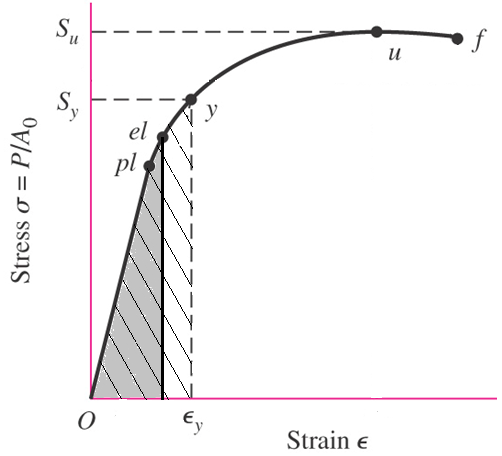 S_u
u
f
S_y
y
el
pl
Stress σ = P/A_0
O
ϵ_y
Strain ϵ